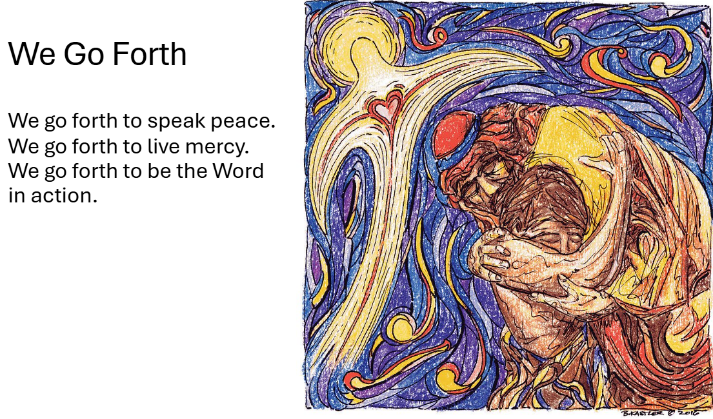 We Go Forth
We go forth to speak peace.
We go forth to live mercy.
We go forth to be the Word
in action.